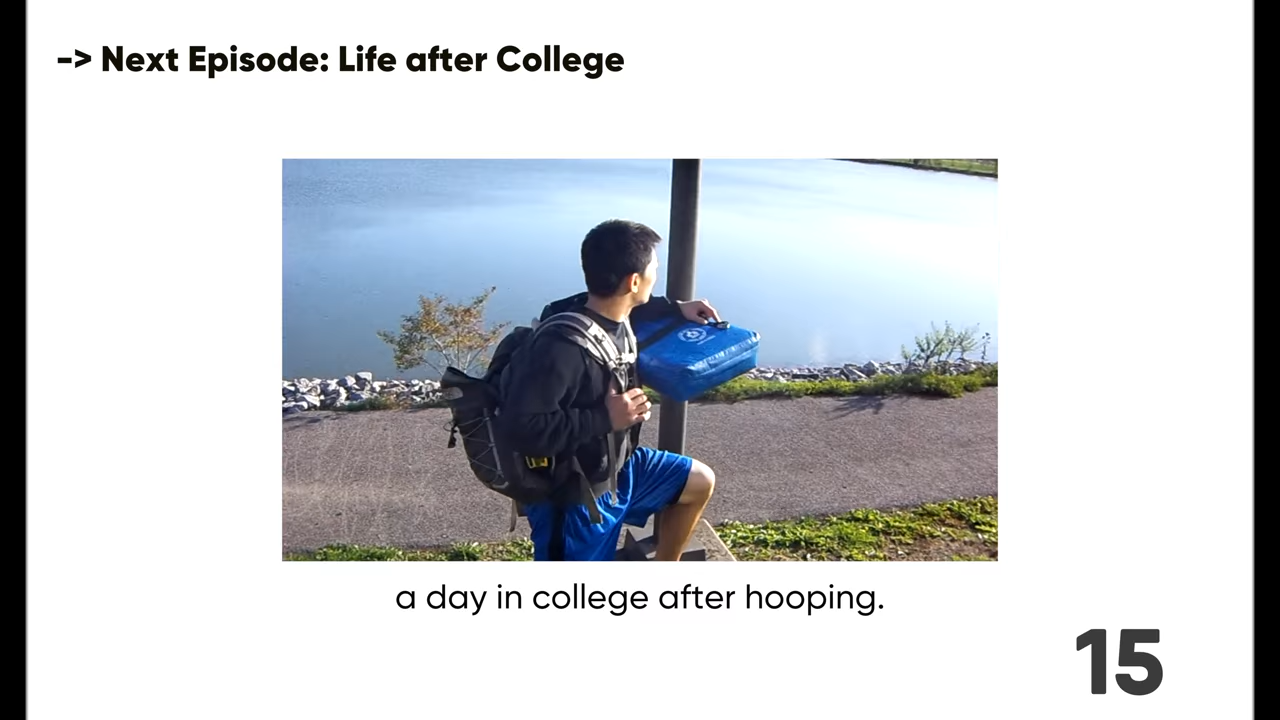 -> Next Episode: Life after College
a day in college after hooping.
15